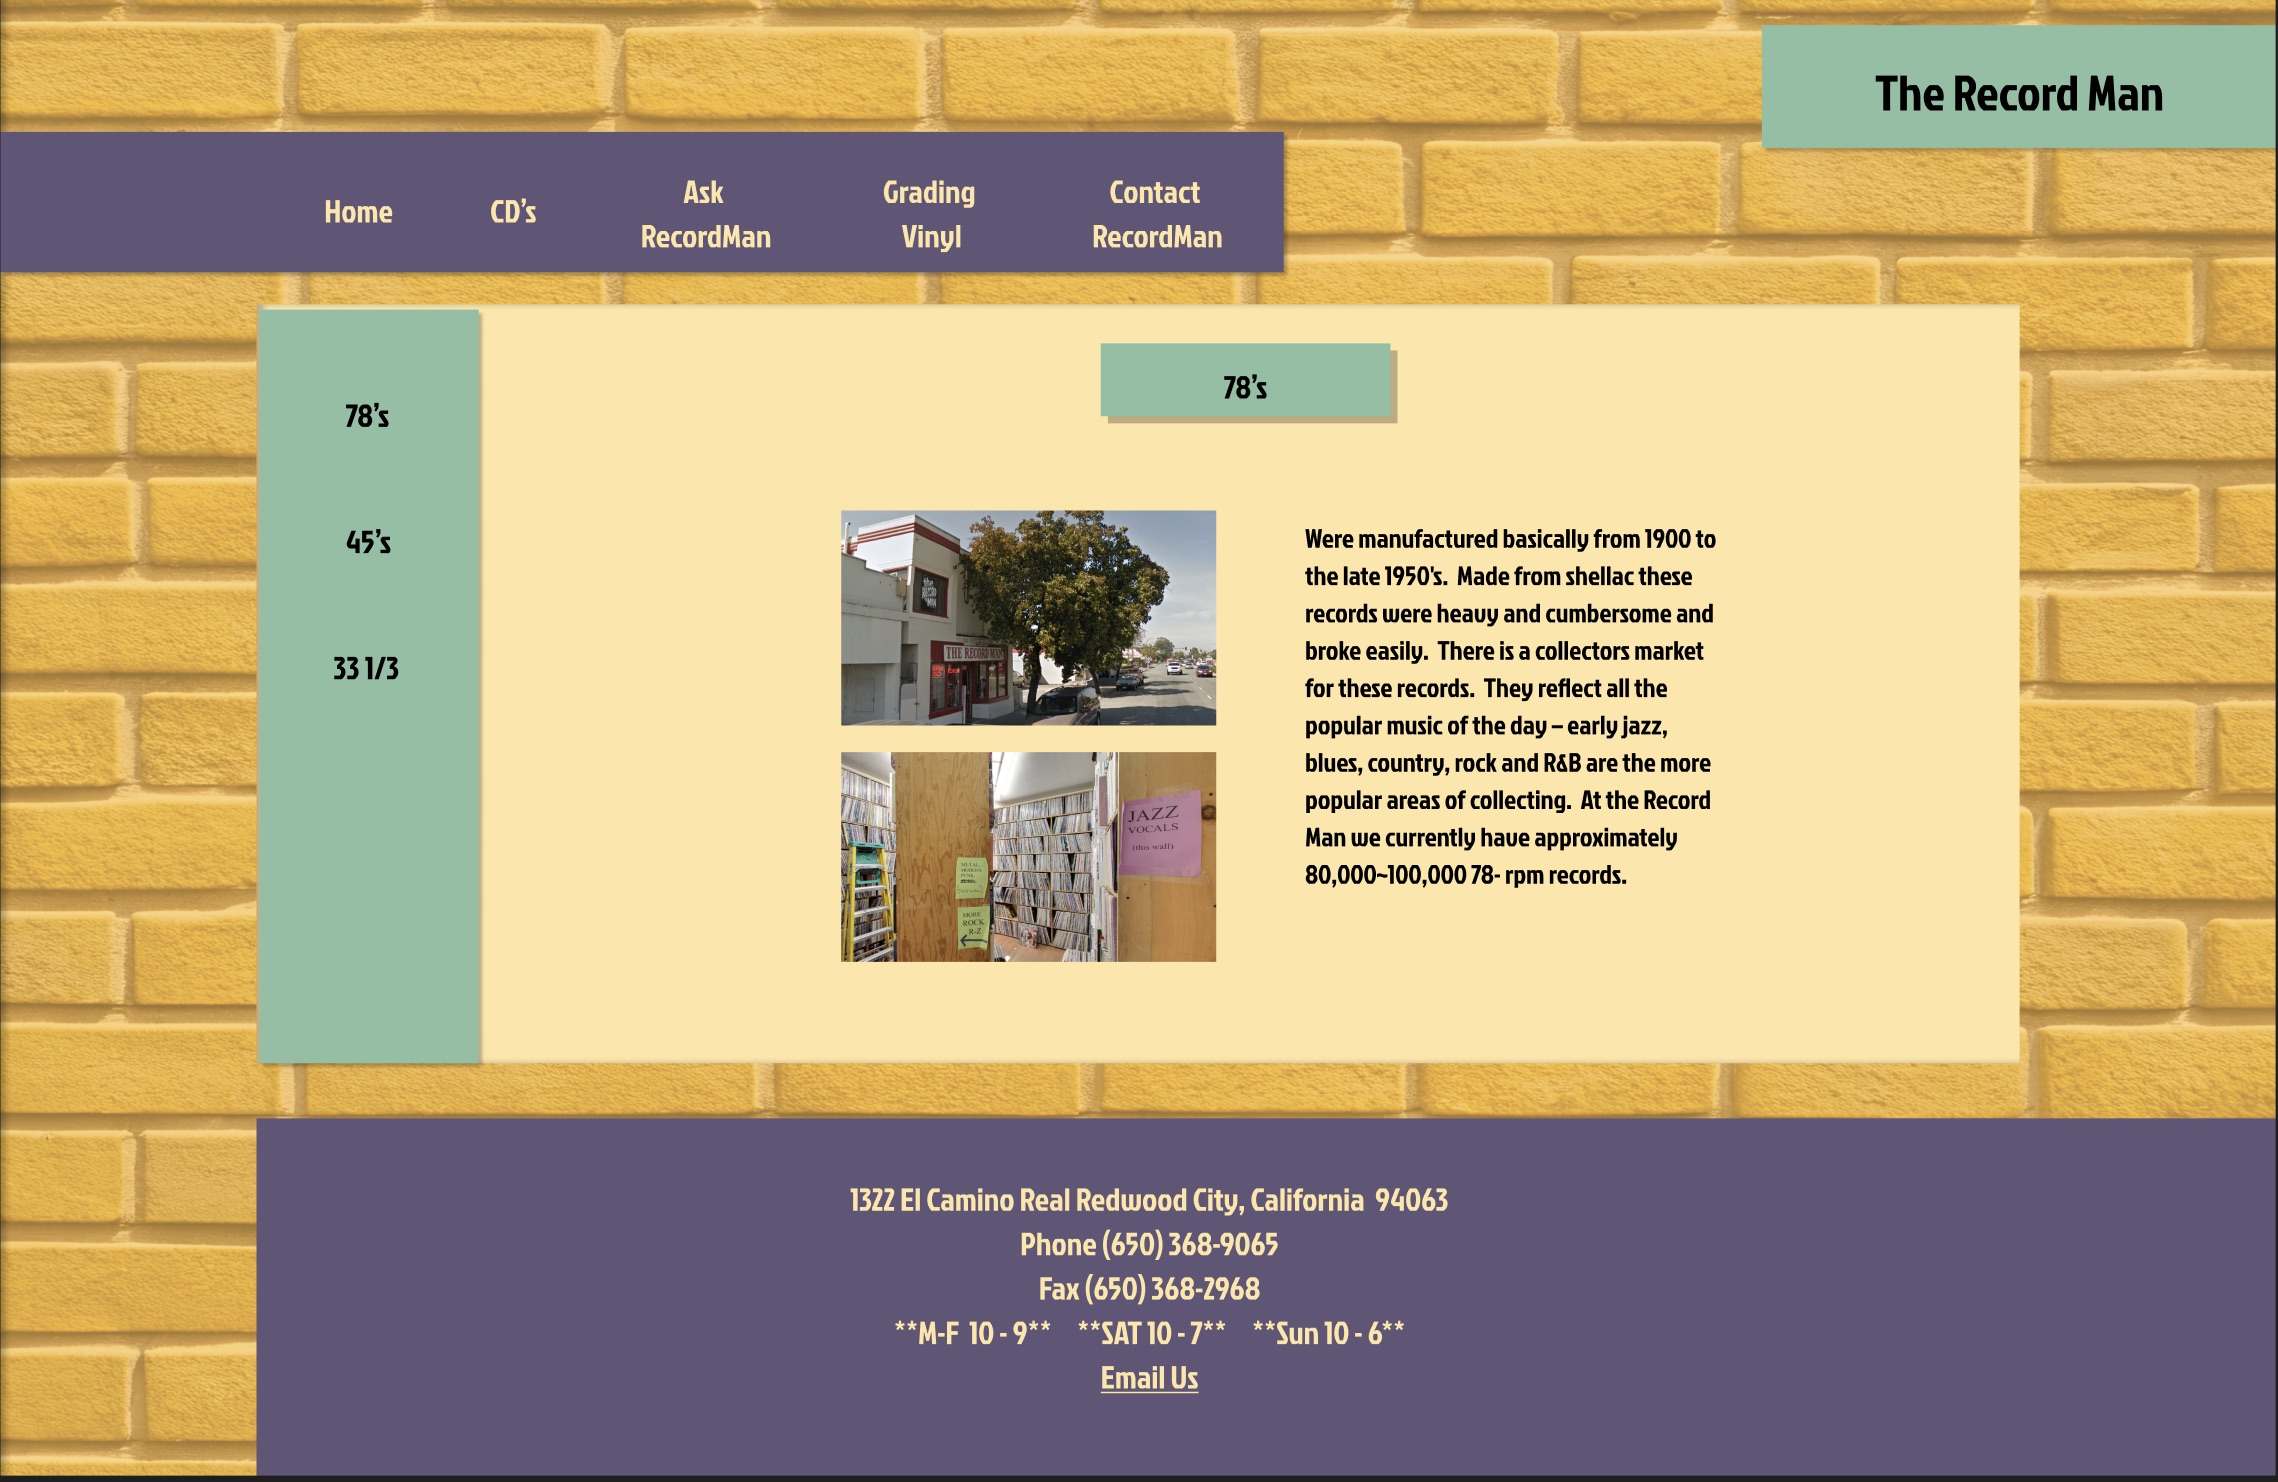 The Record Man
Home
CD's
Ask
RecordMan
Grading
Vinyl
Contact
RecordMan
78's
45's
33 1/3
78's
the
RECORD
MAN
THE RECORD MAN
METAL,
MODERN,
PUNK,
MORE
ROCK
R-Z
JAZZ
VOCALS
(this wall)
Were manufactured basically from 1900 to
the late 1950's.  Made from shellac these
records were heavy and cumbersome and
broke easily.  There is a collectors market
for these records.  They reflect all the
popular music of the day – early jazz,
blues, country, rock and R&B are the more
popular areas of collecting.  At the Record
Man we currently have approximately
80,000~100,000 78- rpm records.
1322 El Camino Real Redwood City, California  94063
Phone (650) 368-9065
Fax (650) 368-2968
**M-F  10 - 9**    **SAT 10 - 7**    **Sun 10 - 6**
Email Us